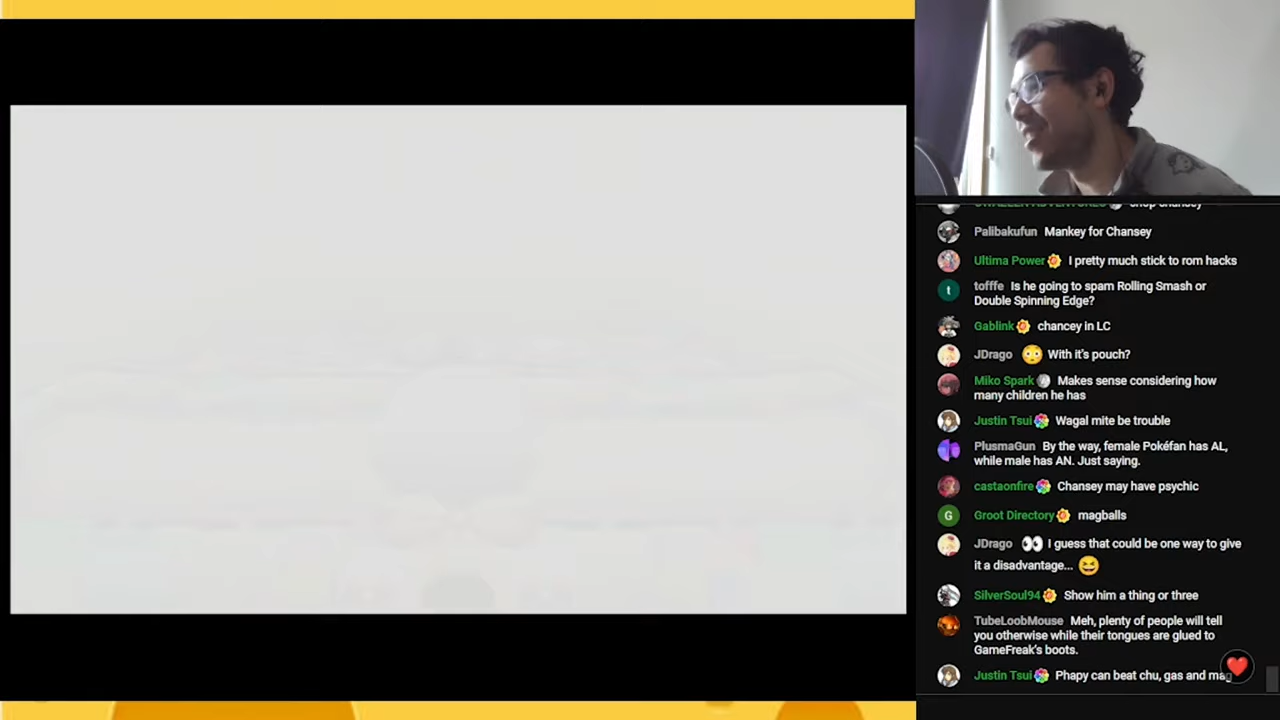 Palibakufun Mankey for Chansey
Ultima Power I pretty much stick to rom hacks
tofffe Is he going to spam Rolling Smash or
Double Spinning Edge?
Gablink chancey in LC
JDrago 😳 With it's pouch?
Miko Spark Makes sense considering how
many children he has
Justin Tsui Wagal mite be trouble
PlusmaGun By the way, female Pokéfan has AL,
while male has AN. Just saying.
castaonfire Chansey may have psychic
Groot Directory magballs
JDrago 👀 I guess that could be one way to give
it a disadvantage... 😆
SilverSoul94 Show him a thing or three
TubeLoobMouse Meh, plenty of people will tell
you otherwise while their tongues are glued to
GameFreak's boots.
Justin Tsui Phapy can beat chu, gas and mag